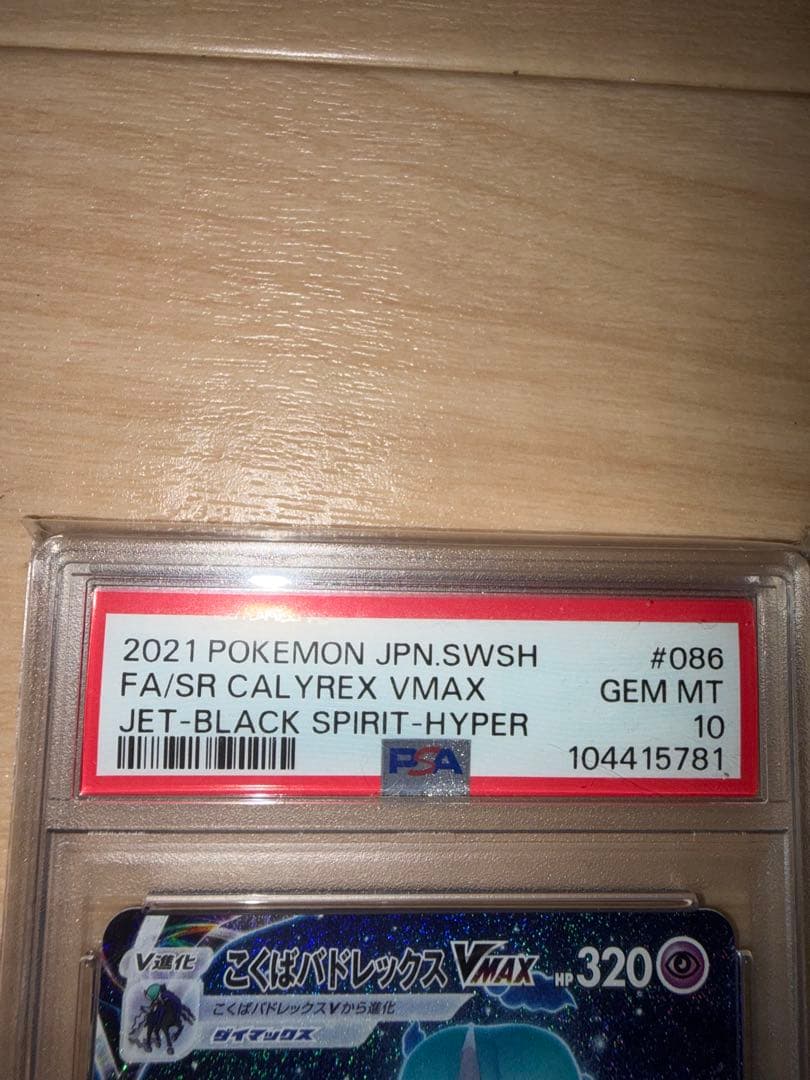 2021 POKEMON JPN.SWSH #086
FA/SR CALYREX VMAX GEM MT
JET-BLACK SPIRIT-HYPER 10
PSA 104415781
V進化 こくばバドレックス VMAX HP 320
こくばバドレックスVから進化
ダイマックス